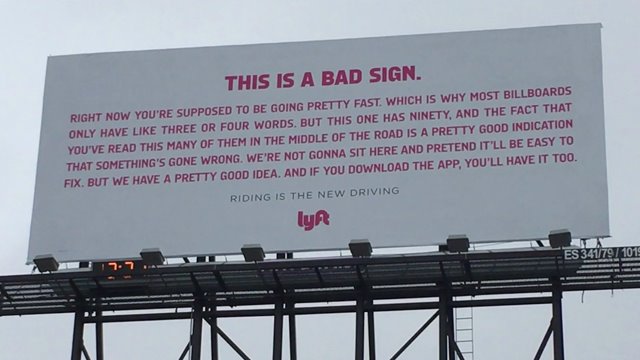 THIS IS A BAD SIGN.
RIGHT NOW YOU'RE SUPPOSED TO BE GOING PRETTY FAST. WHICH IS WHY MOST BILLBOARDS
ONLY HAVE LIKE THREE OR FOUR WORDS. BUT THIS ONE HAS NINETY, AND THE FACT THAT
YOU'VE READ THIS MANY OF THEM IN THE MIDDLE OF THE ROAD IS A PRETTY GOOD INDICATION
THAT SOMETHING'S GONE WRONG. WE'RE NOT GONNA SIT HERE AND PRETEND IT'LL BE EASY TO
FIX. BUT WE HAVE A PRETTY GOOD IDEA. AND IF YOU DOWNLOAD THE APP, YOU'LL HAVE IT TOO.
RIDING IS THE NEW DRIVING
lyft
ES 341/79/101